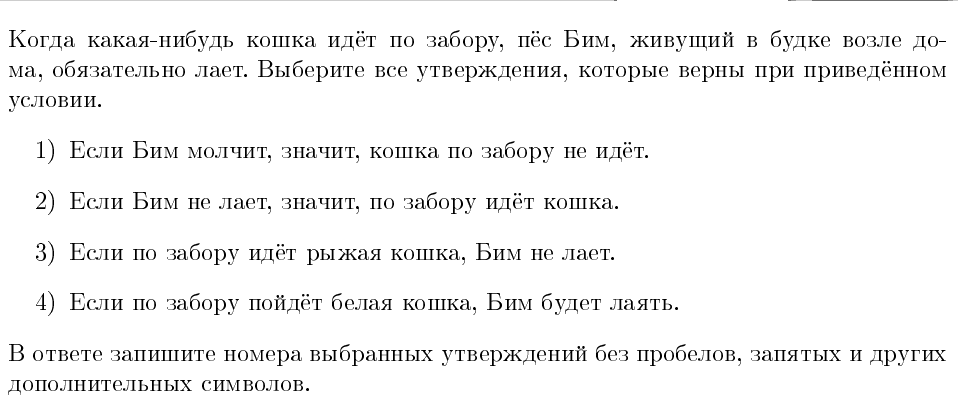 Когда какая-нибудь кошка идёт по забору, пёс Бим, живущий в будке возле до-
ма, обязательно лает. Выберите все утверждения, которые верны при приведённом
условии.
1) Если Бим молчит, значит, кошка по забору не идёт.
2) Если Бим не лает, значит, по забору идёт кошка.
3) Если по забору идёт рыжая кошка, Бим не лает.
4) Если по забору пойдёт белая кошка, Бим будет лаять.
В ответе запишите номера выбранных утверждений без пробелов, запятых и других
дополнительных символов.